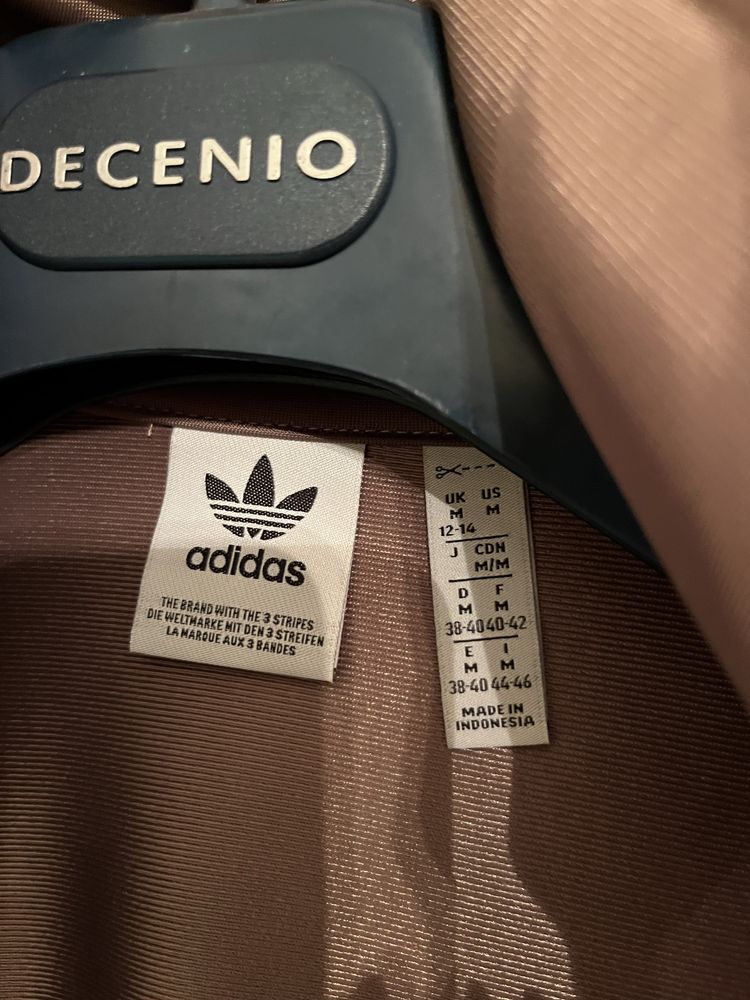 DECENIO
adidas
THE BRAND WITH THE 3 STRIPES
DIE WELTMARKE MIT DEN 3 STREIFEN
LA MARQUE AUX 3 BANDES
UK US
M M
12-14
J CDN
M/M
D F
M M
38-40 40-42
E I
M M
38-40 44-46
MADE IN
INDONESIA